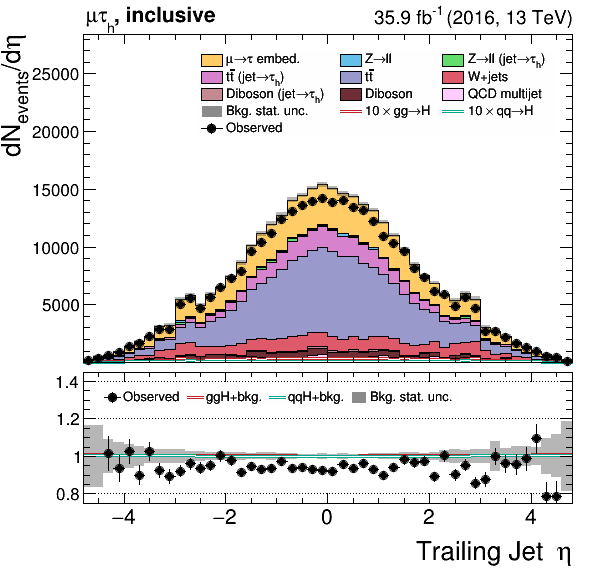 μτh, inclusive 35.9 fb⁻¹ (2016, 13 TeV)
dNevents/dη
25000
20000
15000
10000
5000
μ→τ embed. Z→ll Z→ll (jet→τh)
tt̄ (jet→τh) tt̄ W+jets
Diboson (jet→τh) Diboson QCD multijet
Bkg. stat. unc. 10 × gg→H 10 × qq→H
Observed
1.4
1.2
1
0.8
Observed ggH+bkg. qqH+bkg. Bkg. stat. unc.
−4 −2 0 2 4
Trailing Jet η